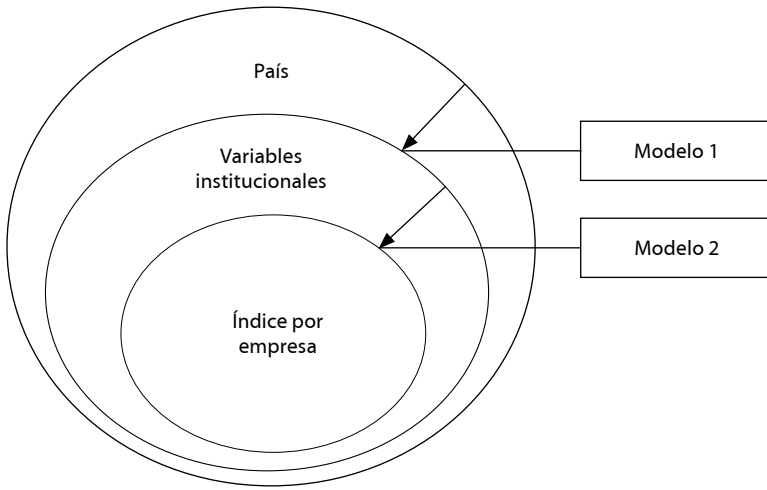 País
Variables
institucionales
Modelo 1
Modelo 2
Índice por
empresa